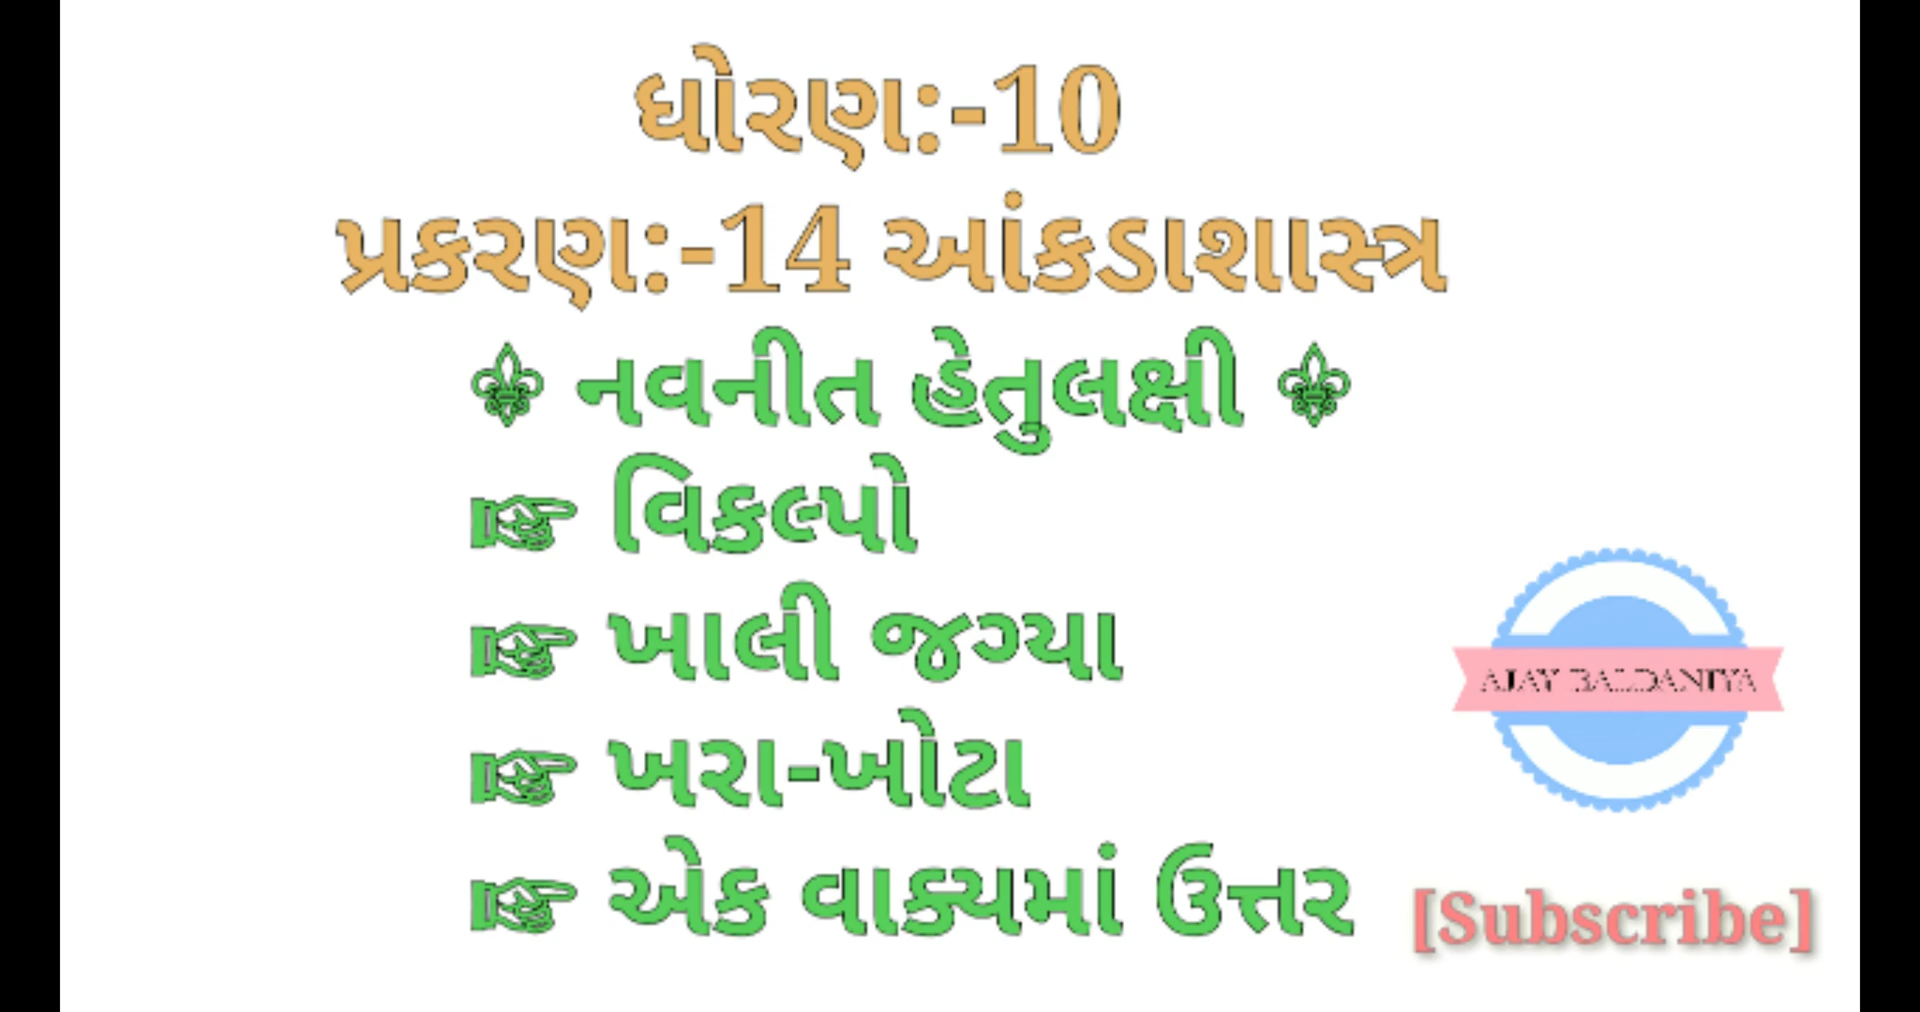 ધોરણ:-10
પ્રકરણ:-14 આંકડાશાસ્ત્ર
⚜ નવનીત હેતુલક્ષી ⚜
☞ વિકલ્પો
☞ ખાલી જગ્યા
☞ ખરા-ખોટા
☞ એક વાક્યમાં ઉત્તર
AJAY BALDANIYA
[Subscribe]